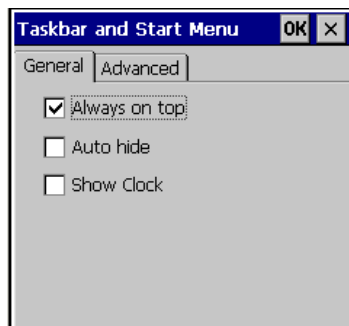 Taskbar and Start Menu OK ×
General Advanced
Always on top
Auto hide
Show Clock